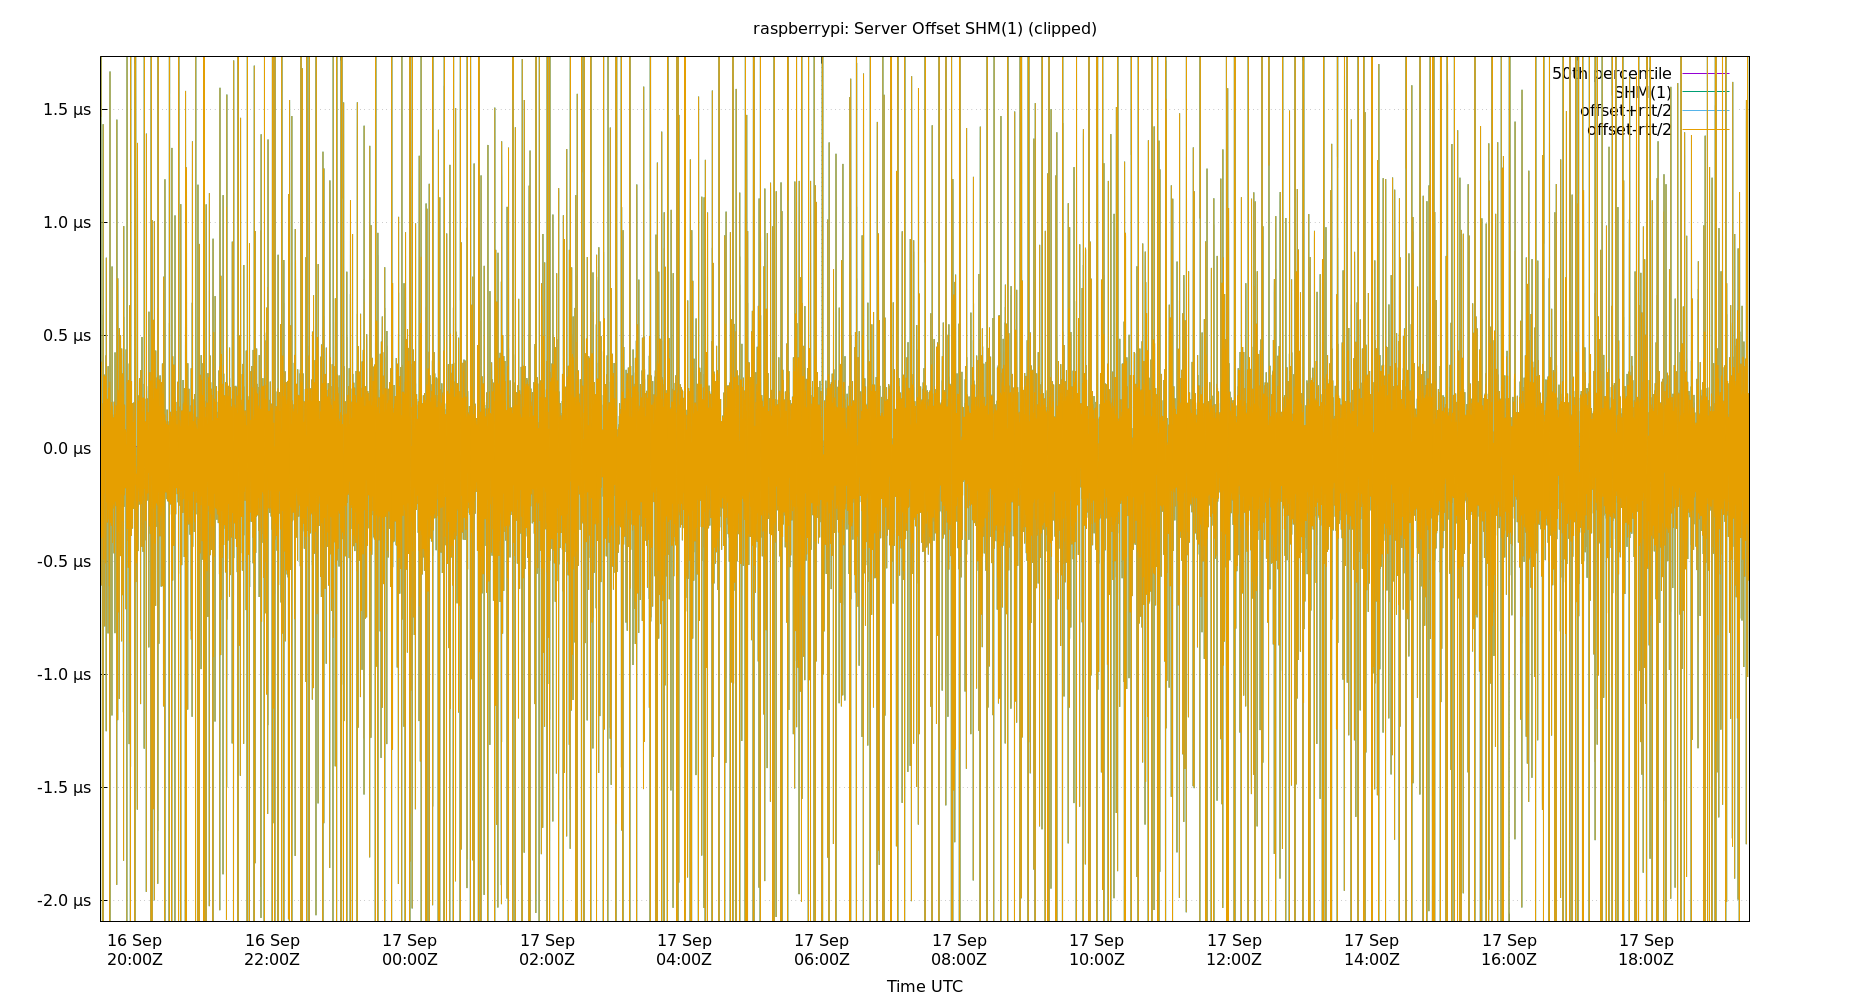 raspberrypi: Server Offset SHM(1) (clipped)
50th percentile
SHM(1)
offset+rtt/2
offset-rtt/2
1.5 µs
1.0 µs
0.5 µs
0.0 µs
-0.5 µs
-1.0 µs
-1.5 µs
-2.0 µs
16 Sep 16 Sep 17 Sep 17 Sep 17 Sep 17 Sep 17 Sep 17 Sep 17 Sep 17 Sep 17 Sep 17 Sep
20:00Z 22:00Z 00:00Z 02:00Z 04:00Z 06:00Z 08:00Z 10:00Z 12:00Z 14:00Z 16:00Z 18:00Z
Time UTC